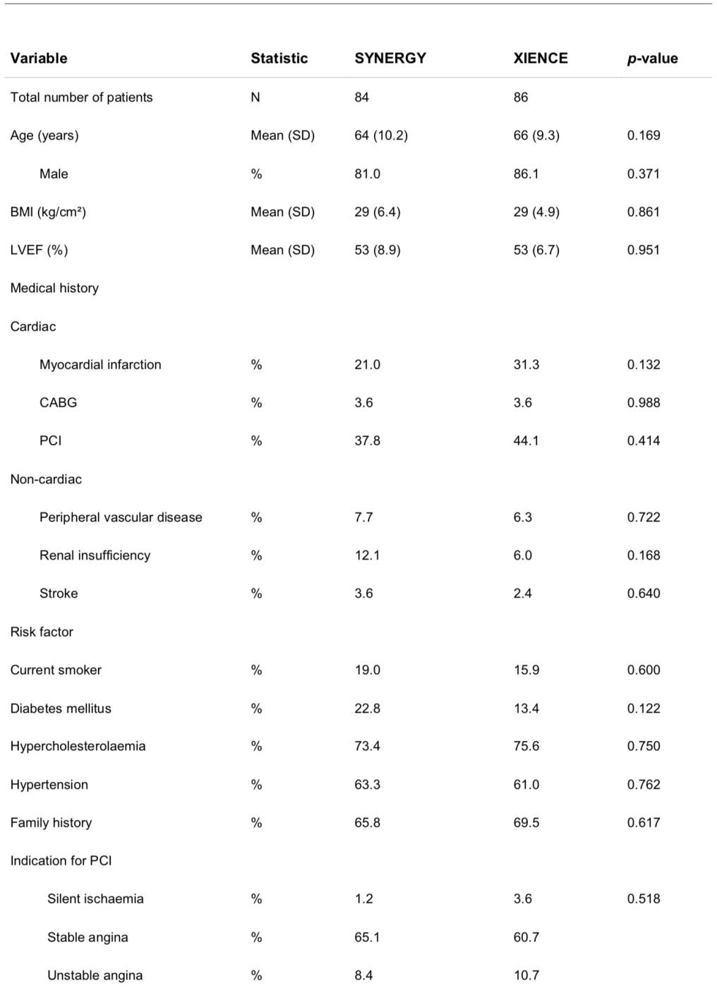 Variable Statistic SYNERGY XIENCE p-value
Total number of patients N 84 86
Age (years) Mean (SD) 64 (10.2) 66 (9.3) 0.169
Male % 81.0 86.1 0.371
BMI (kg/cm²) Mean (SD) 29 (6.4) 29 (4.9) 0.861
LVEF (%) Mean (SD) 53 (8.9) 53 (6.7) 0.951
Medical history
Cardiac
Myocardial infarction % 21.0 31.3 0.132
CABG % 3.6 3.6 0.988
PCI % 37.8 44.1 0.414
Non-cardiac
Peripheral vascular disease % 7.7 6.3 0.722
Renal insufficiency % 12.1 6.0 0.168
Stroke % 3.6 2.4 0.640
Risk factor
Current smoker % 19.0 15.9 0.600
Diabetes mellitus % 22.8 13.4 0.122
Hypercholesterolaemia % 73.4 75.6 0.750
Hypertension % 63.3 61.0 0.762
Family history % 65.8 69.5 0.617
Indication for PCI
Silent ischaemia % 1.2 3.6 0.518
Stable angina % 65.1 60.7
Unstable angina % 8.4 10.7